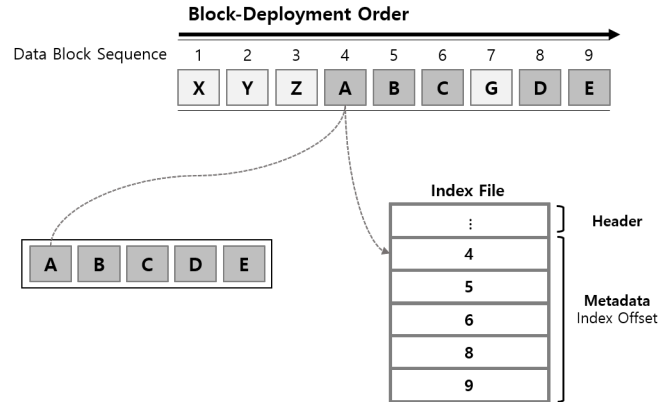 Block-Deployment Order
Data Block Sequence 1 2 3 4 5 6 7 8 9
X Y Z A B C G D E
Index File
⋮ Header
A B C D E
4
5
Metadata
6 Index Offset
8
9